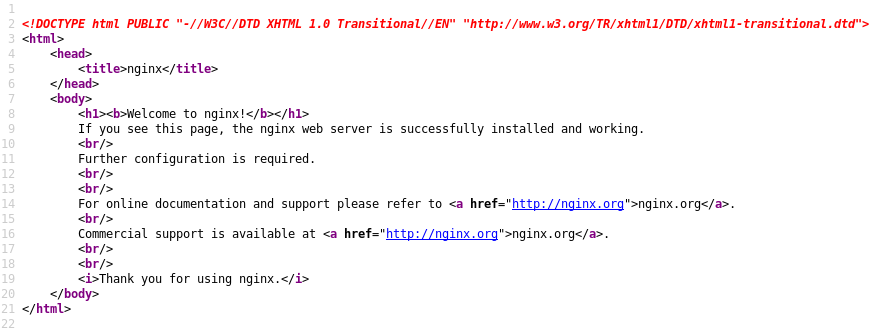 1
2 <!DOCTYPE html PUBLIC "-//W3C//DTD XHTML 1.0 Transitional//EN" "http://www.w3.org/TR/xhtml1/DTD/xhtml1-transitional.dtd">
3 <html>
4     <head>
5         <title>nginx</title>
6     </head>
7     <body>
8         <h1><b>Welcome to nginx!</b></h1>
9         If you see this page, the nginx web server is successfully installed and working.
10         <br/>
11         Further configuration is required.
12         <br/>
13         <br/>
14         For online documentation and support please refer to <a href="http://nginx.org">nginx.org</a>.
15         <br/>
16         Commercial support is available at <a href="http://nginx.org">nginx.org</a>.
17         <br/>
18         <br/>
19         <i>Thank you for using nginx.</i>
20     </body>
21 </html>
22